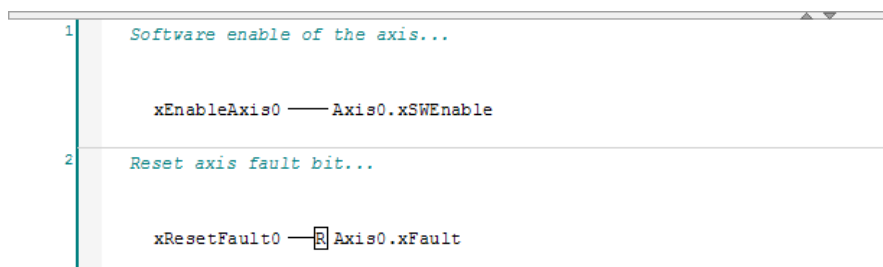 1 Software enable of the axis...
xEnableAxis0 Axis0.xSWEnable
2 Reset axis fault bit...
xResetFault0 R Axis0.xFault